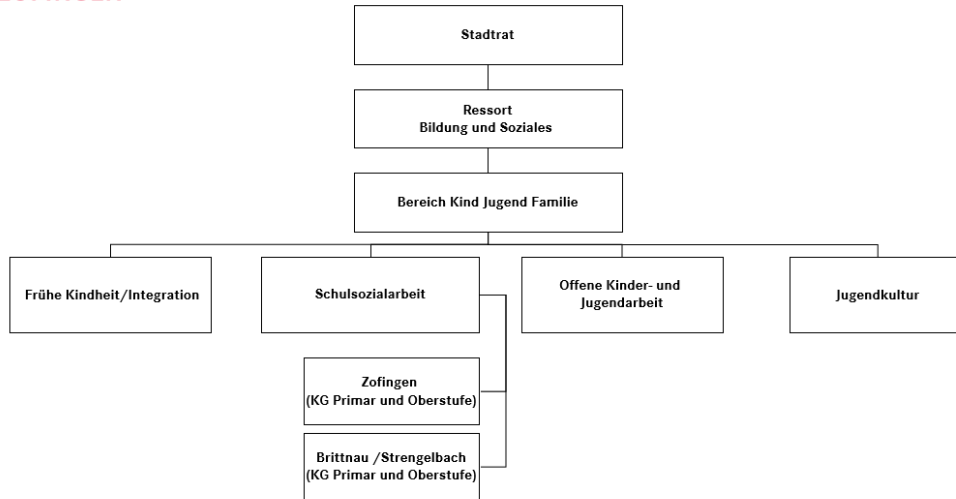 Stadtrat
Ressort
Bildung und Soziales
Bereich Kind Jugend Familie
Frühe Kindheit/Integration
Schulsozialarbeit
Offene Kinder- und
Jugendarbeit
Jugendkultur
Zofingen
(KG Primar und Oberstufe)
Brittnau /Strengelbach
(KG Primar und Oberstufe)